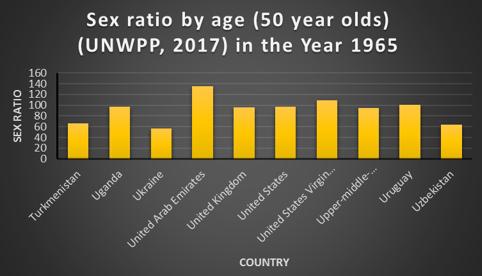 Sex ratio by age (50 year olds)
(UNWPP, 2017) in the Year 1965
160
140
120
100
80
60
40
20
0
SEX RATIO
Turkmenistan
Uganda
Ukraine
United Arab Emirates
United Kingdom
United States
United States Virgin...
Upper-middle-...
Uruguay
Uzbekistan
COUNTRY